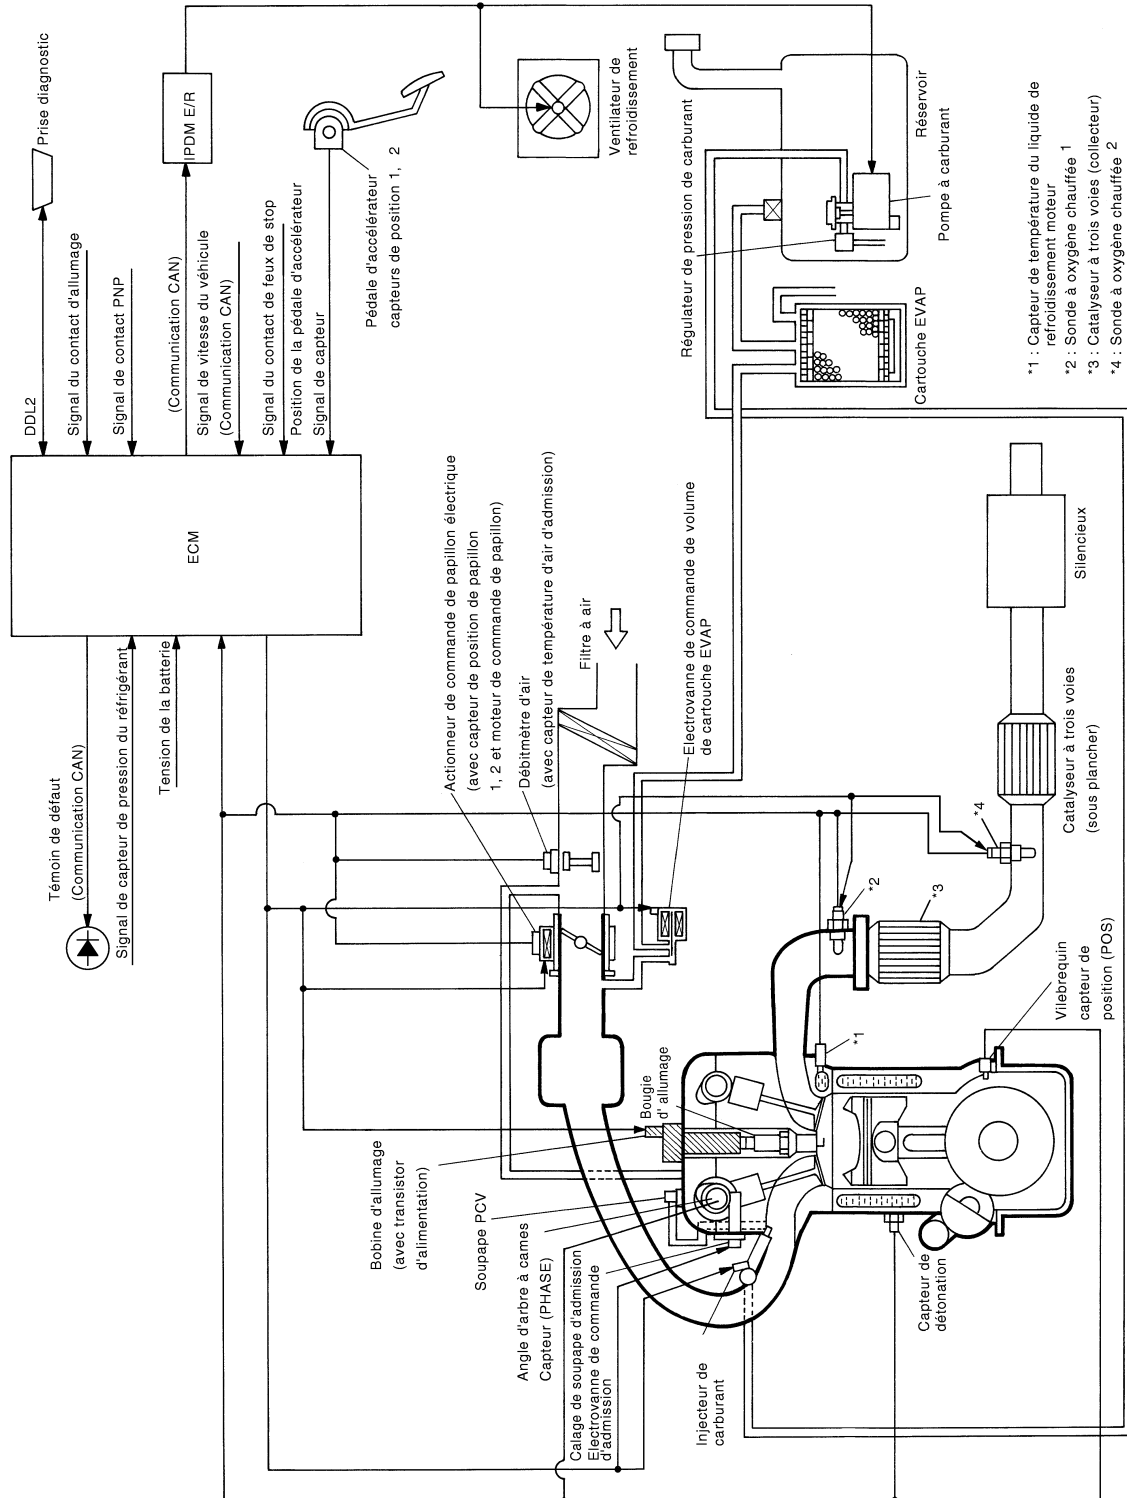 Prise diagnostic
IPDM E/R
DDL2
Signal du contact d'allumage
Signal de contact PNP
(Communication CAN)
Signal de vitesse du véhicule
(Communication CAN)
Signal du contact de feux de stop
Position de la pédale d'accélérateur
Signal de capteur
Pédale d'accélérateur
capteurs de position 1, 2
Ventilateur de
refroidissement
Régulateur de pression de carburant
Réservoir
Pompe à carburant
Cartouche EVAP
*1 : Capteur de température du liquide de
refroidissement moteur
*2 : Sonde à oxygène chauffée 1
*3 : Catalyseur à trois voies (collecteur)
*4 : Sonde à oxygène chauffée 2
ECM
Témoin de défaut
(Communication CAN)
Signal de capteur de pression du réfrigérant
Tension de la batterie
Actionneur de commande de papillon électrique
(avec capteur de position de papillon
1, 2 et moteur de commande de papillon)
Débitmètre d'air
(avec capteur de température d'air d'admission)
Filtre à air
Electrovanne de commande de volume
de cartouche EVAP
Silencieux
Catalyseur à trois voies
(sous plancher)
*4
*2
*3
*1
Vilebrequin
capteur de
position (POS)
Bougie
d' allumage
Bobine d'allumage
(avec transistor
d'alimentation)
Soupape PCV
Angle d'arbre à cames
Capteur (PHASE)
Calage de soupape d'admission
Electrovanne de commande
d'admission
Injecteur de
carburant
Capteur de
détonation